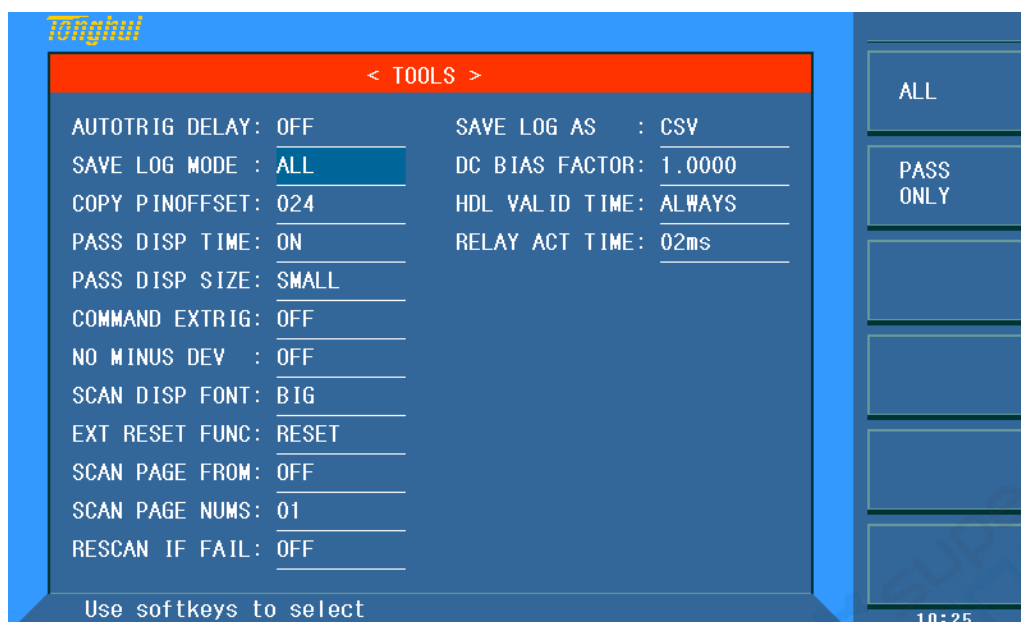 Tonghui
< TOOLS >
AUTOTRIG DELAY: OFF
SAVE LOG MODE : ALL
COPY PINOFFSET: 024
PASS DISP TIME: ON
PASS DISP SIZE: SMALL
COMMAND EXTRIG: OFF
NO MINUS DEV : OFF
SCAN DISP FONT: BIG
EXT RESET FUNC: RESET
SCAN PAGE FROM: OFF
SCAN PAGE NUMS: 01
RESCAN IF FAIL: OFF
SAVE LOG AS : CSV
DC BIAS FACTOR: 1.0000
HDL VALID TIME: ALWAYS
RELAY ACT TIME: 02ms
Use softkeys to select
ALL
PASS
ONLY
10:25